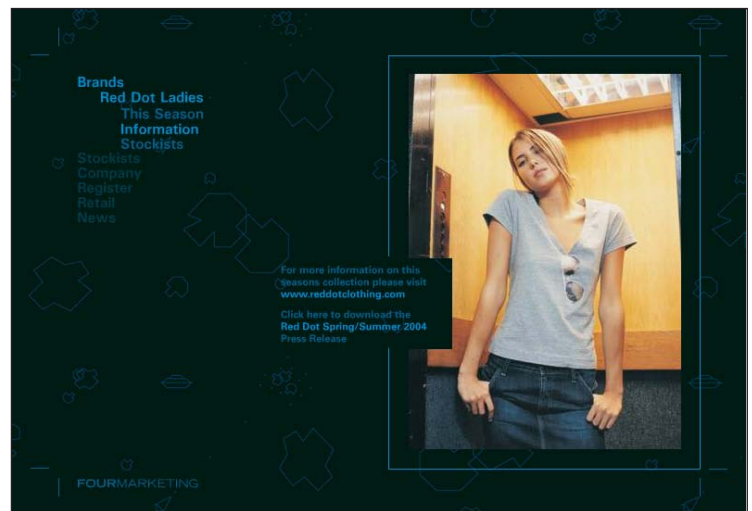 Brands
Red Dot Ladies
This Season
Information
Stockists
Stockists
Company
Register
Retail
News
For more information on this
seasons collection please visit
www.reddotclothing.com
Click here to download the
Red Dot Spring/Summer 2004
Press Release
FOURMARKETING